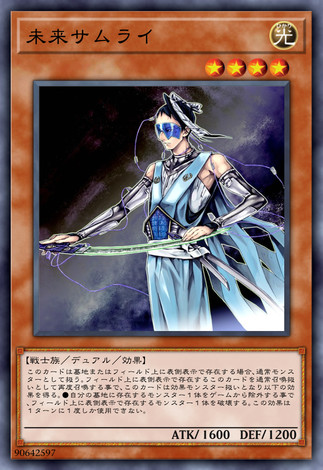 未来サムライ
光
【戦士族／デュアル／効果】
このカードは墓地またはフィールド上に表側表示で存在する場合、通常モン
スターとして扱う。フィールド上に表側表示で存在するこのカードを通常召喚扱
いとして再度召喚する事で、このカードは効果モンスター扱いとなり以下の
効果を得る。●自分の墓地に存在するモンスター１体をゲームから除外する事
で、フィールド上に表側表示で存在するモンスター１体を破壊する。この効果は
１ターンに１度しか使用できない。
ATK/1600 DEF/1200
90642597